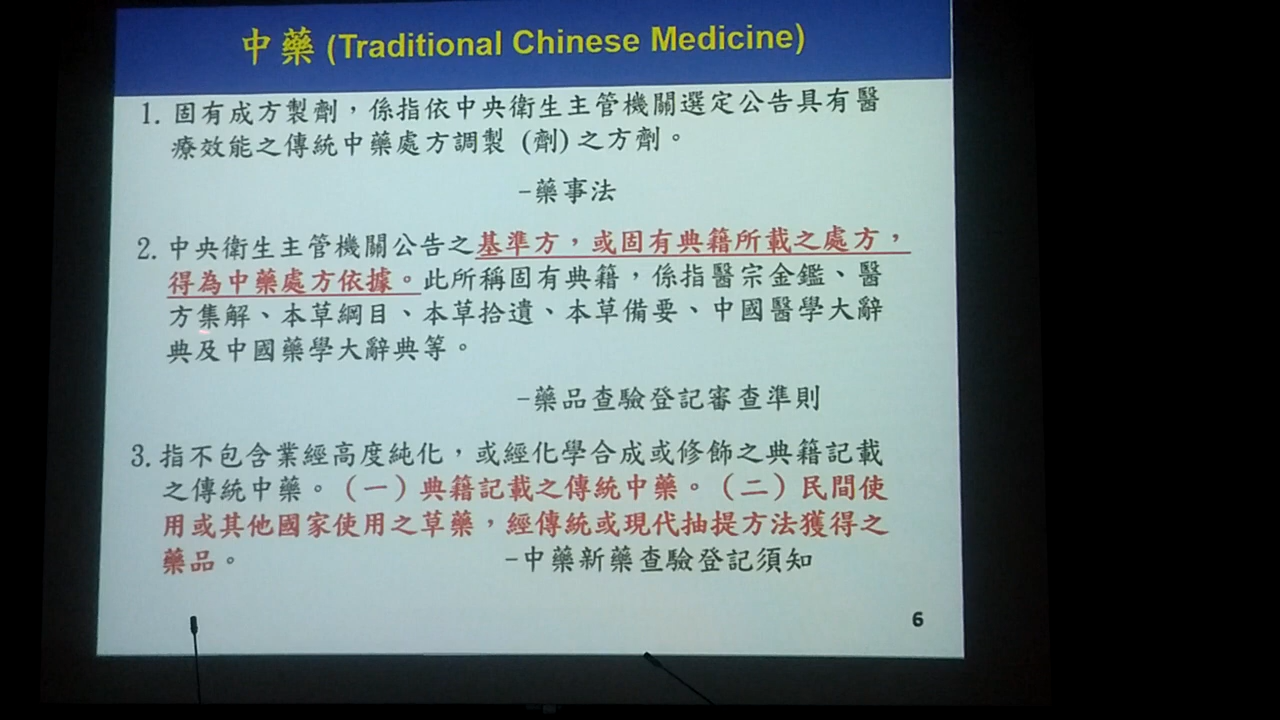 中藥 (Traditional Chinese Medicine)
1. 固有成方製劑，係指依中央衛生主管機關選定公告具有醫
療效能之傳統中藥處方調製 (劑) 之方劑。
–藥事法
2. 中央衛生主管機關公告之基準方，或固有典籍所載之處方，
得為中藥處方依據。此所稱固有典籍，係指醫宗金鑑、醫
方集解、本草綱目、本草拾遺、本草備要、中國醫學大辭
典及中國藥學大辭典等。
–藥品查驗登記審查準則
3. 指不包含業經高度純化，或經化學合成或修飾之典籍記載
之傳統中藥。（一）典籍記載之傳統中藥。（二）民間使
用或其他國家使用之草藥，經傳統或現代抽提方法獲得之
藥品。 –中藥新藥查驗登記須知
6